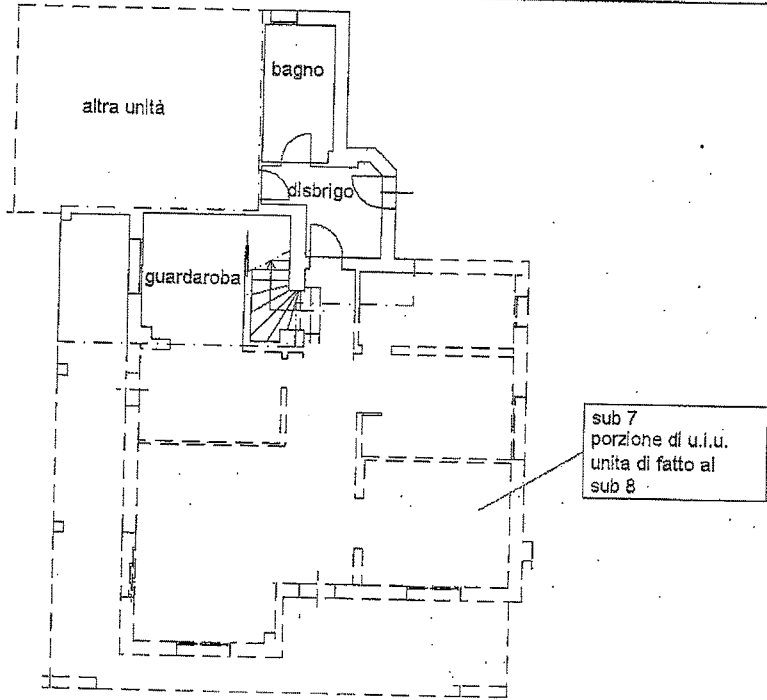 bagno
altra unità
disbrigo
guardaroba
sub 7
porzione di u.i.u.
unita di fatto al
sub 8